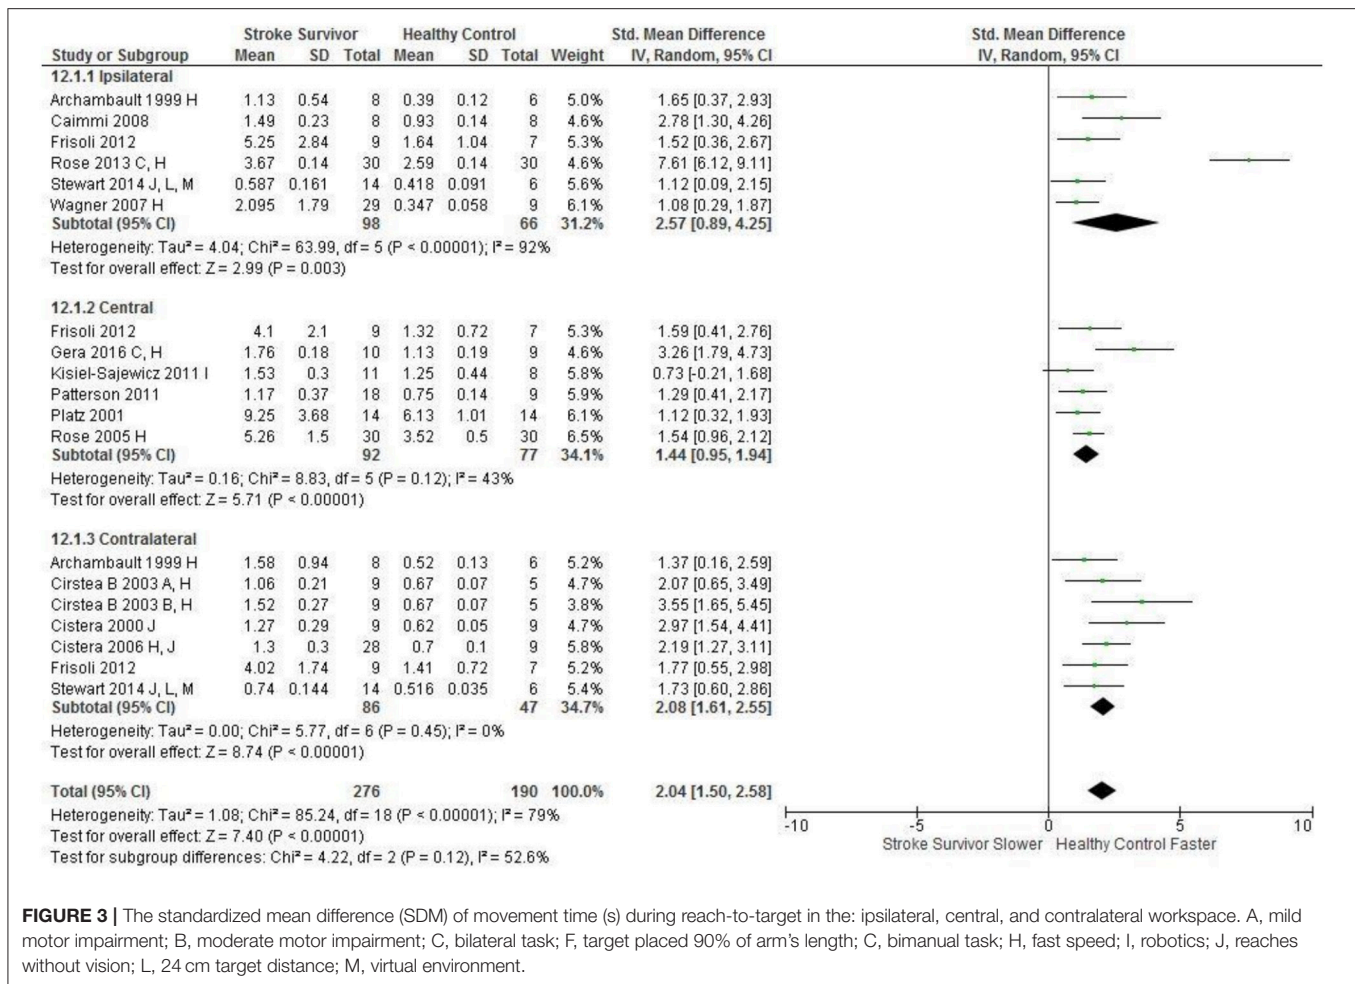 Stroke Survivor Healthy Control Std. Mean Difference Std. Mean Difference
Study or Subgroup Mean SD Total Mean SD Total Weight IV, Random, 95% CI IV, Random, 95% CI
12.1.1 Ipsilateral
Archambault 1999 H 1.13 0.54 8 0.39 0.12 6 5.0% 1.65 [0.37, 2.93]
Caimmi 2008 1.49 0.23 8 0.93 0.14 8 4.6% 2.78 [1.30, 4.26]
Frisoli 2012 5.25 2.84 9 1.64 1.04 7 5.3% 1.52 [0.36, 2.67]
Rose 2013 C, H 3.67 0.14 30 2.59 0.14 30 4.6% 7.61 [6.12, 9.11]
Stewart 2014 J, L, M 0.587 0.161 14 0.418 0.091 6 5.6% 1.12 [0.09, 2.15]
Wagner 2007 H 2.095 1.79 29 0.347 0.058 9 6.1% 1.08 [0.29, 1.87]
Subtotal (95% CI) 98 66 31.2% 2.57 [0.89, 4.25]
Heterogeneity: Tau² = 4.04; Chi² = 63.99, df = 5 (P < 0.00001); I² = 92%
Test for overall effect: Z = 2.99 (P = 0.003)
12.1.2 Central
Frisoli 2012 4.1 2.1 9 1.32 0.72 7 5.3% 1.59 [0.41, 2.76]
Gera 2016 C, H 1.76 0.18 10 1.13 0.19 9 4.6% 3.26 [1.79, 4.73]
Kisiel-Sajewicz 2011 I 1.53 0.3 11 1.25 0.44 8 5.8% 0.73 [-0.21, 1.68]
Patterson 2011 1.17 0.37 18 0.75 0.14 9 5.9% 1.29 [0.41, 2.17]
Platz 2001 9.25 3.68 14 6.13 1.01 14 6.1% 1.12 [0.32, 1.93]
Rose 2005 H 5.26 1.5 30 3.52 0.5 30 6.5% 1.54 [0.96, 2.12]
Subtotal (95% CI) 92 77 34.1% 1.44 [0.95, 1.94]
Heterogeneity: Tau² = 0.16; Chi² = 8.83, df = 5 (P = 0.12); I² = 43%
Test for overall effect: Z = 5.71 (P < 0.00001)
12.1.3 Contralateral
Archambault 1999 H 1.58 0.94 8 0.52 0.13 6 5.2% 1.37 [0.16, 2.59]
Cirstea B 2003 A, H 1.06 0.21 9 0.67 0.07 5 4.7% 2.07 [0.65, 3.49]
Cirstea B 2003 B, H 1.52 0.27 9 0.67 0.07 5 3.8% 3.55 [1.65, 5.45]
Cistera 2000 J 1.27 0.29 9 0.62 0.05 9 4.7% 2.97 [1.54, 4.41]
Cistera 2006 H, J 1.3 0.3 28 0.7 0.1 9 5.8% 2.19 [1.27, 3.11]
Frisoli 2012 4.02 1.74 9 1.41 0.72 7 5.2% 1.77 [0.55, 2.98]
Stewart 2014 J, L, M 0.74 0.144 14 0.516 0.035 6 5.4% 1.73 [0.60, 2.86]
Subtotal (95% CI) 86 47 34.7% 2.08 [1.61, 2.55]
Heterogeneity: Tau² = 0.00; Chi² = 5.77, df = 6 (P = 0.45); I² = 0%
Test for overall effect: Z = 8.74 (P < 0.00001)
Total (95% CI) 276 190 100.0% 2.04 [1.50, 2.58]
Heterogeneity: Tau² = 1.08; Chi² = 85.24, df = 18 (P < 0.00001); I² = 79%
Test for overall effect: Z = 7.40 (P < 0.00001)
Test for subgroup differences: Chi² = 4.22, df = 2 (P = 0.12), I² = 52.6%
-10 -5 0 5 10
Stroke Survivor Slower Healthy Control Faster
FIGURE 3 | The standardized mean difference (SDM) of movement time (s) during reach-to-target in the: ipsilateral, central, and contralateral workspace. A, mild
motor impairment; B, moderate motor impairment; C, bilateral task; F, target placed 90% of arm's length; C, bimanual task; H, fast speed; I, robotics; J, reaches
without vision; L, 24 cm target distance; M, virtual environment.